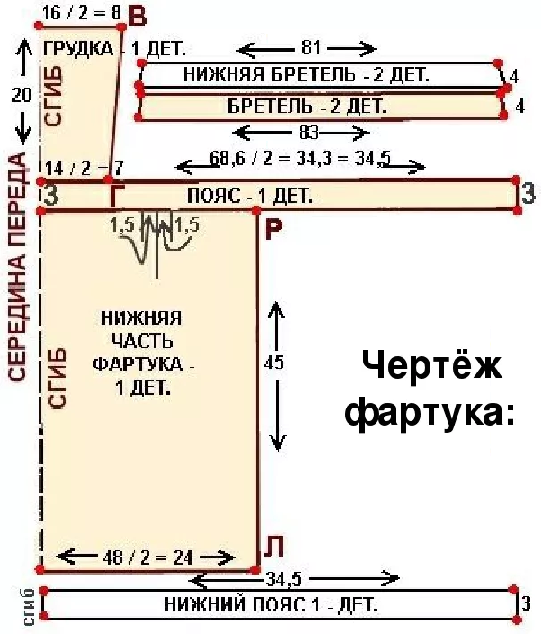 16 / 2 = 8
В
ГРУДКА - 1 ДЕТ.
81
НИЖНЯЯ БРЕТЕЛЬ - 2 ДЕТ.
4
20
СГИБ
БРЕТЕЛЬ - 2 ДЕТ.
4
83
14 / 2 = 7
68,6 / 2 = 34,3 = 34,5
3
Г
ПОЯС - 1 ДЕТ.
3
СЕРЕДИНА ПЕРЕДА
1,5
1,5
Р
НИЖНЯЯ
ЧАСТЬ
ФАРТУКА -
1 ДЕТ.
СГИБ
45
Чертёж
фартука:
48 / 2 = 24
Л
34,5
сгиб
НИЖНИЙ ПОЯС 1 - ДЕТ.
3